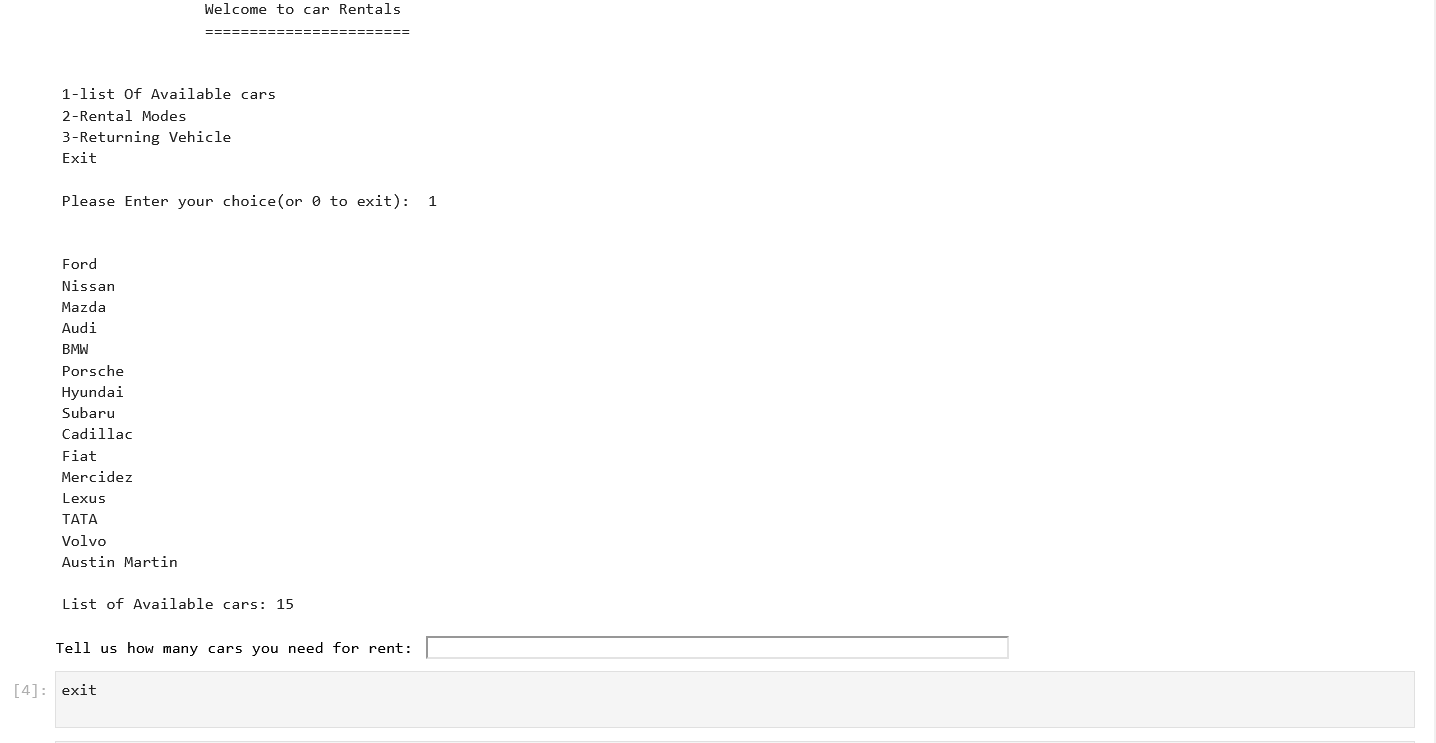 Welcome to car Rentals
=======================
1-list Of Available cars
2-Rental Modes
3-Returning Vehicle
Exit
Please Enter your choice(or 0 to exit):  1
Ford
Nissan
Mazda
Audi
BMW
Porsche
Hyundai
Subaru
Cadillac
Fiat
Mercidez
Lexus
TATA
Volvo
Austin Martin
List of Available cars: 15
Tell us how many cars you need for rent:
[4]: exit